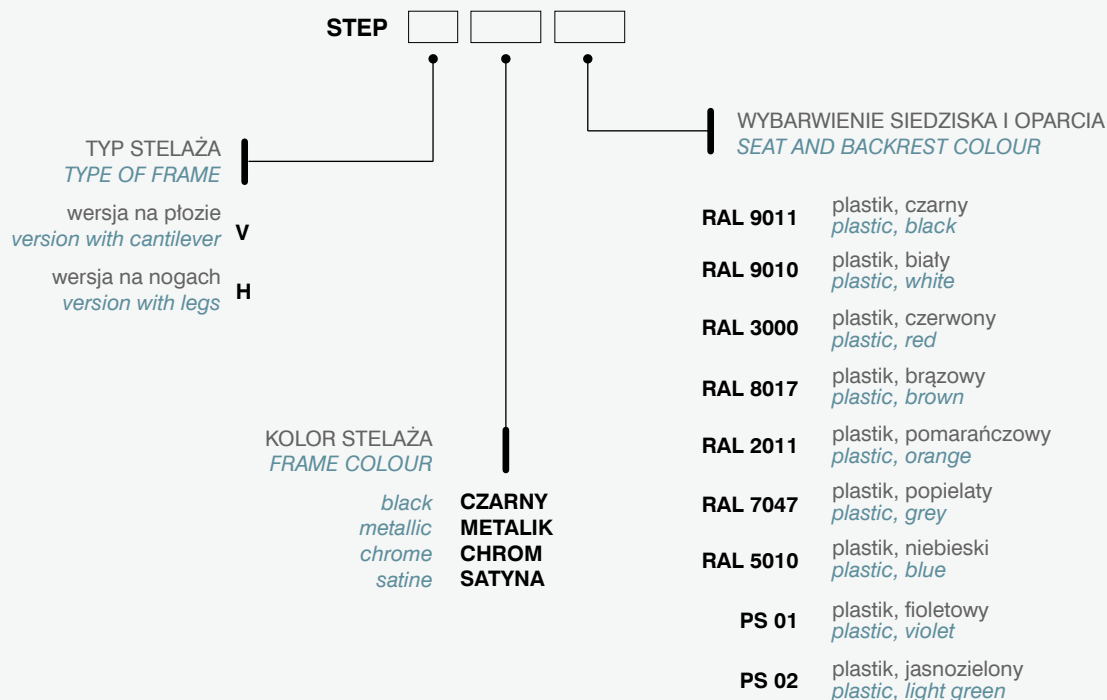 STEP
TYP STELAŻA
TYPE OF FRAME
wersja na płozie
version with cantilever V
wersja na nogach
version with legs H
KOLOR STELAŻA
FRAME COLOUR
black CZARNY
metallic METALIK
chrome CHROM
satine SATYNA
WYBARWIENIE SIEDZISKA I OPARCIA
SEAT AND BACKREST COLOUR
RAL 9011 plastik, czarny
plastic, black
RAL 9010 plastik, biały
plastic, white
RAL 3000 plastik, czerwony
plastic, red
RAL 8017 plastik, brązowy
plastic, brown
RAL 2011 plastik, pomarańczowy
plastic, orange
RAL 7047 plastik, popielaty
plastic, grey
RAL 5010 plastik, niebieski
plastic, blue
PS 01 plastik, fioletowy
plastic, violet
PS 02 plastik, jasnozielony
plastic, light green